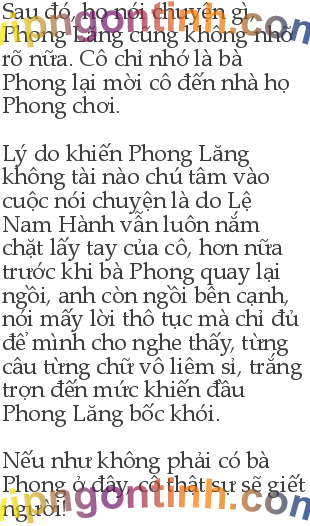 Sau đó, họ nói chuyện gì,
Phong Lăng cũng không nhớ
rõ nữa. Cô chỉ nhớ là bà
Phong lại mời cô đến nhà họ
Phong chơi.
Lý do khiến Phong Lăng
không tài nào chú tâm vào
cuộc nói chuyện là do Lệ
Nam Hành vẫn luôn nắm
chặt lấy tay của cô, hơn nữa
trước khi bà Phong quay lại
ngồi, anh còn ngồi bên cạnh,
nói mấy lời thô tục mà chỉ đủ
để mình cho nghe thấy, từng
câu từng chữ vô liêm sỉ, trắng
trợn đến mức khiến đầu
Phong Lăng bốc khói.
Nếu như không phải có bà
Phong ở đây, cô thật sự sẽ giết
người!
vipngontinh.com
vipngontinh.com